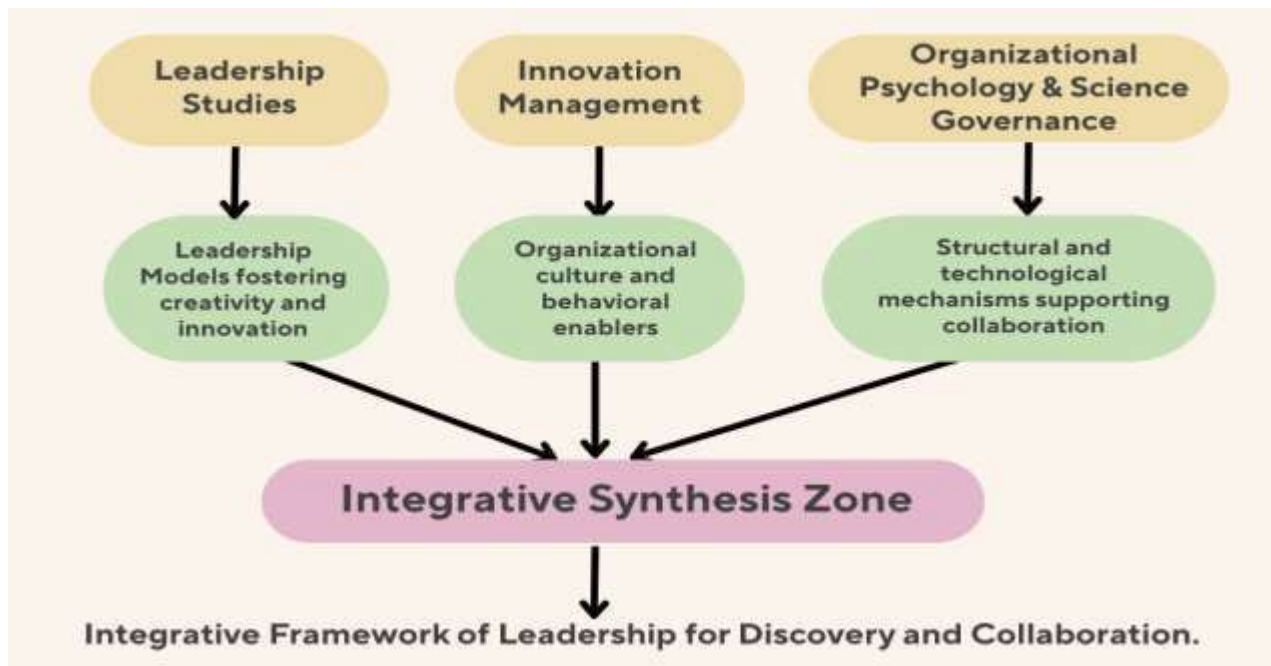 Leadership
Studies
Innovation
Management
Organizational
Psychology & Science
Governance
Leadership
Models fostering
creativity and
innovation
Organizational
culture and
behavioral
enablers
Structural and
technological
mechanisms supporting
collaboration
Integrative Synthesis Zone
Integrative Framework of Leadership for Discovery and Collaboration.